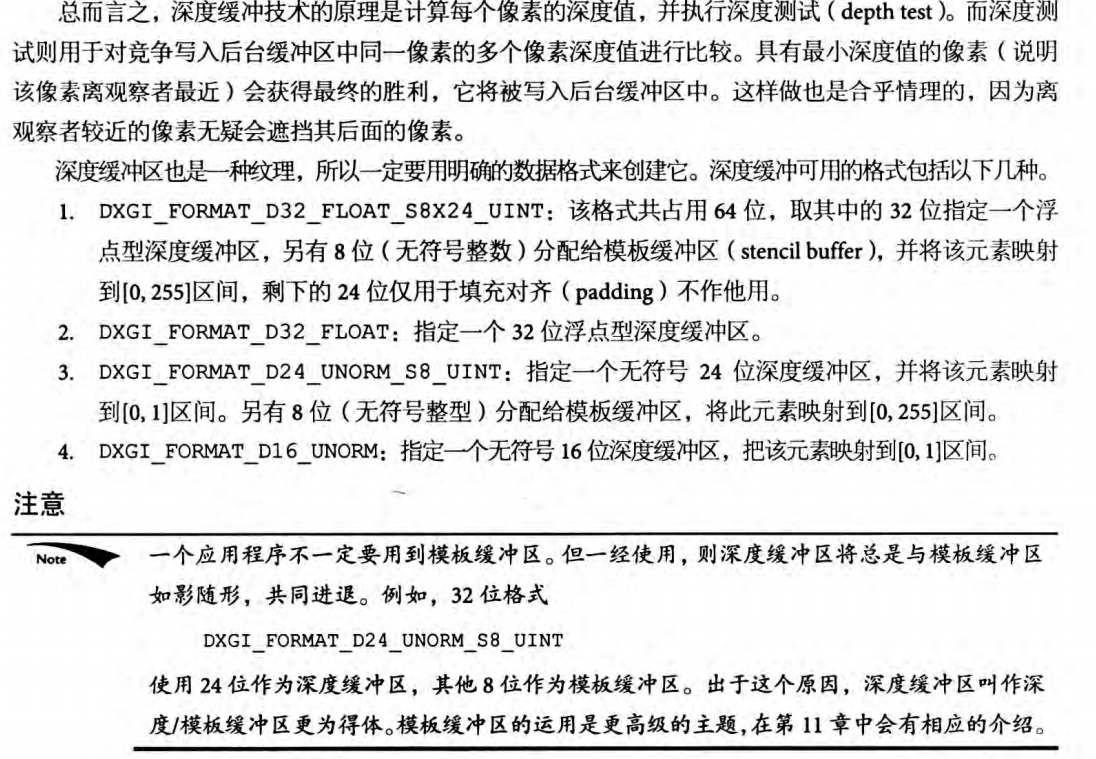 总而言之，深度缓冲技术的原理是计算每个像素的深度值，并执行深度测试（depth test）。而深度测
试则用于对竞争写入后台缓冲区中同一像素的多个像素深度值进行比较。具有最小深度值的像素（说明
该像素离观察者最近）会获得最终的胜利，它将被写入后台缓冲区中。这样做也是合乎情理的，因为离
观察者较近的像素无疑会遮挡其后面的像素。
深度缓冲区也是一种纹理，所以一定要用明确的数据格式来创建它。深度缓冲可用的格式包括以下几种。
1. DXGI_FORMAT_D32_FLOAT_S8X24_UINT：该格式共占用 64 位，取其中的 32 位指定一个浮
点型深度缓冲区，另有 8 位（无符号整数）分配给模板缓冲区（stencil buffer），并将该元素映射
到[0, 255]区间，剩下的 24 位仅用于填充对齐（padding）不作他用。
2. DXGI_FORMAT_D32_FLOAT：指定一个 32 位浮点型深度缓冲区。
3. DXGI_FORMAT_D24_UNORM_S8_UINT：指定一个无符号 24 位深度缓冲区，并将该元素映射
到[0, 1]区间。另有 8 位（无符号整型）分配给模板缓冲区，将此元素映射到[0, 255]区间。
4. DXGI_FORMAT_D16_UNORM：指定一个无符号 16 位深度缓冲区，把该元素映射到[0, 1]区间。
注意
Note
一个应用程序不一定要用到模板缓冲区。但一经使用，则深度缓冲区将总是与模板缓冲区
如影随形，共同进退。例如，32 位格式
DXGI_FORMAT_D24_UNORM_S8_UINT
使用 24 位作为深度缓冲区，其他 8 位作为模板缓冲区。出于这个原因，深度缓冲区叫作深
度/模板缓冲区更为得体。模板缓冲区的运用是更高级的主题，在第 11 章中会有相应的介绍。